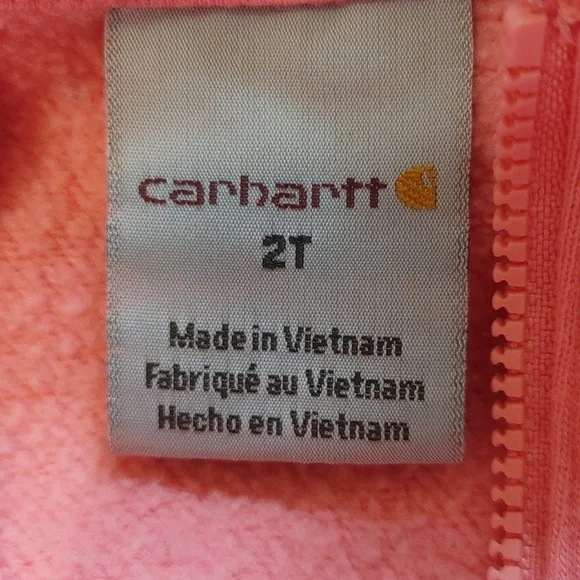 carhartt
2T
Made in Vietnam
Fabriqué au Vietnam
Hecho en Vietnam